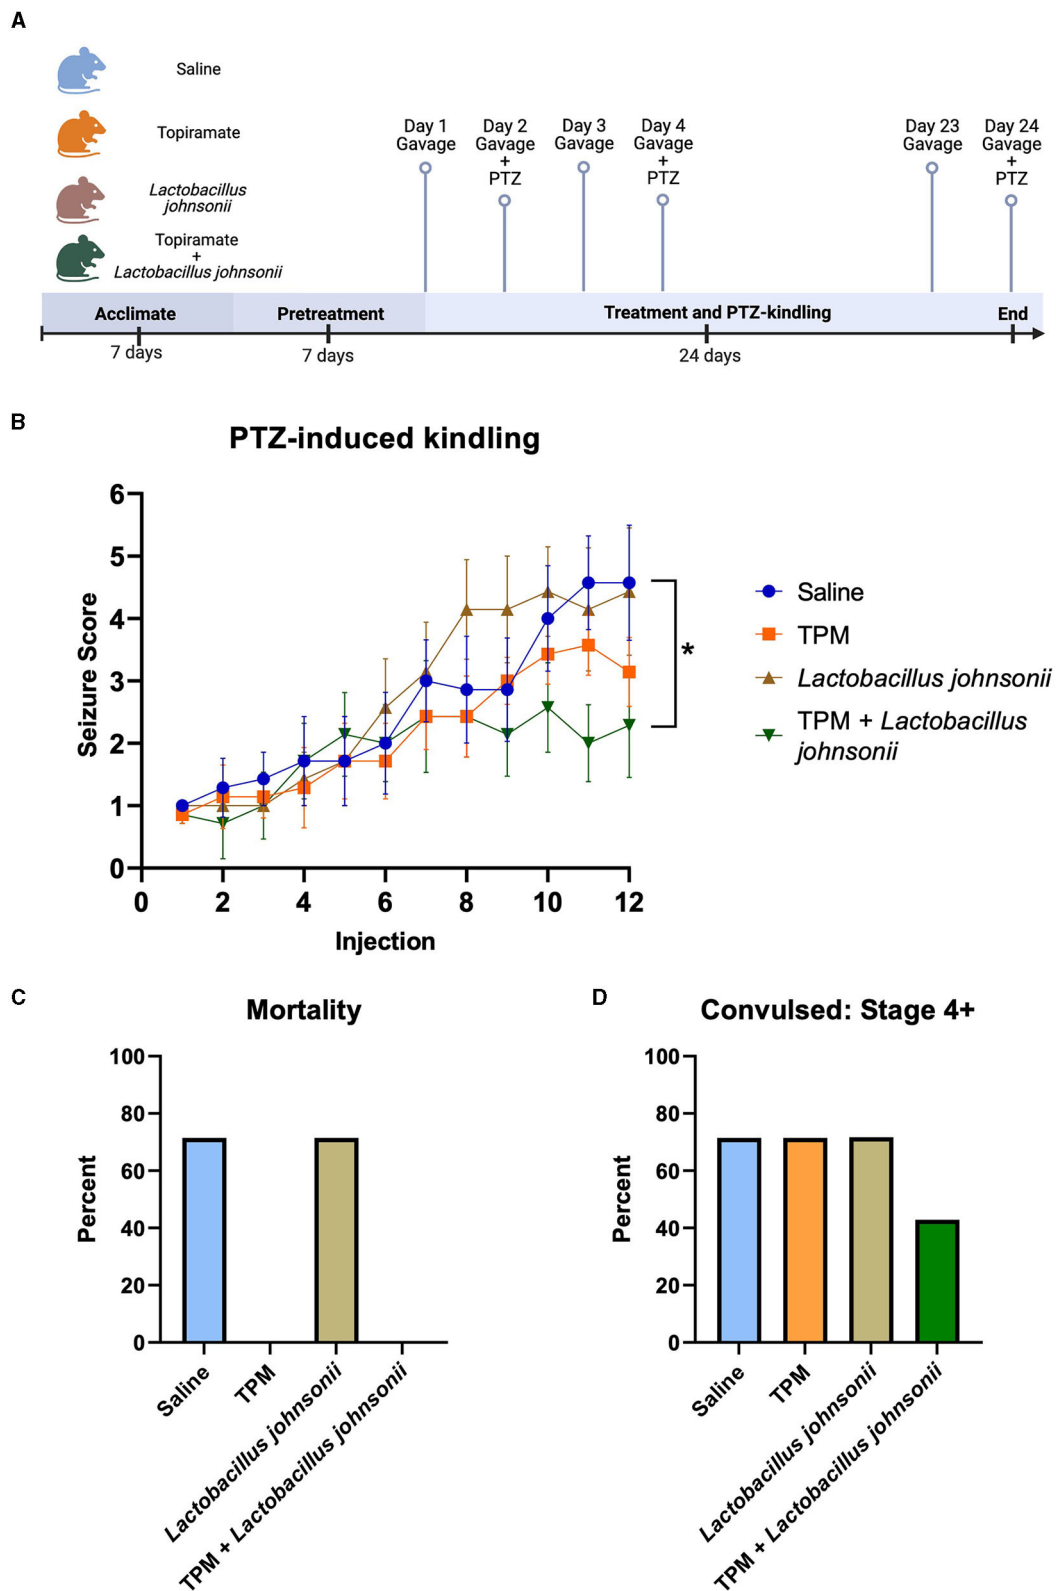 A
Saline
Topiramate
Lactobacillus
johnsonii
Topiramate
+
Lactobacillus johnsonii
Day 1
Gavage
Day 2
Gavage
+
PTZ
Day 3
Gavage
Day 4
Gavage
+
PTZ
Day 23
Gavage
Day 24
Gavage
+
PTZ
Acclimate
Pretreatment
Treatment and PTZ-kindling
End
7 days
7 days
24 days
B
PTZ-induced kindling
Seizure Score
6
5
4
3
2
1
0
0 2 4 6 8 10 12
Injection
*
Saline
TPM
Lactobacillus johnsonii
TPM + Lactobacillus
johnsonii
C
Mortality
Percent
100
80
60
40
20
0
Saline
TPM
Lactobacillus johnsonii
TPM + Lactobacillus johnsonii
D
Convulsed: Stage 4+
Percent
100
80
60
40
20
0
Saline
TPM
Lactobacillus johnsonii
TPM + Lactobacillus johnsonii